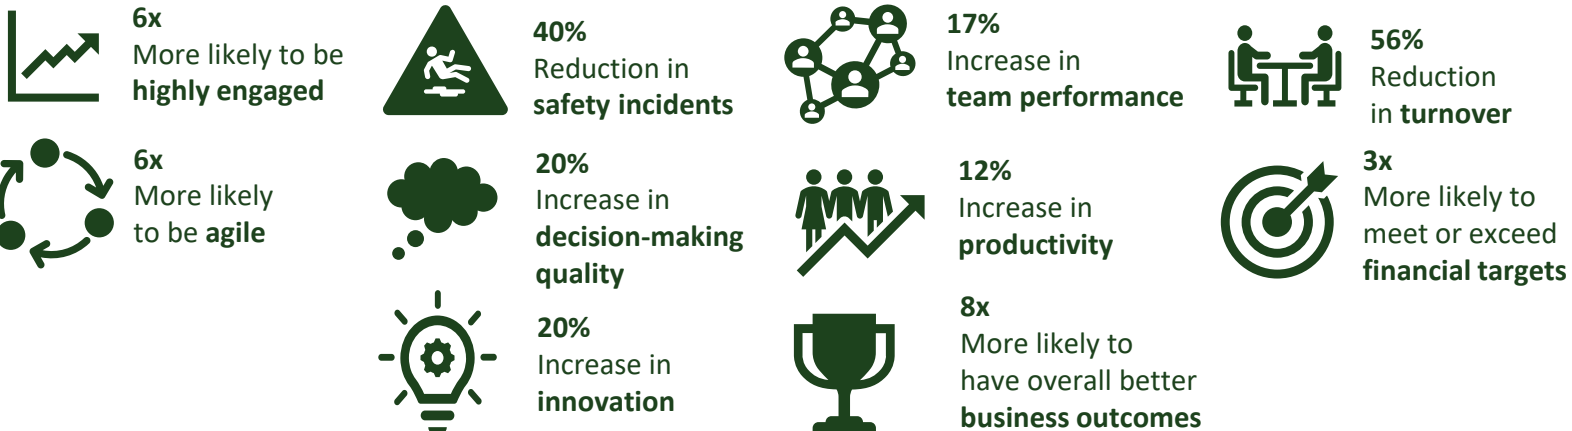 6x
More likely to be
highly engaged
40%
Reduction in
safety incidents
17%
Increase in
team performance
56%
Reduction
in turnover
6x
More likely
to be agile
20%
Increase in
decision-making
quality
12%
Increase in
productivity
3x
More likely to
meet or exceed
financial targets
20%
Increase in
innovation
8x
More likely to
have overall better
business outcomes